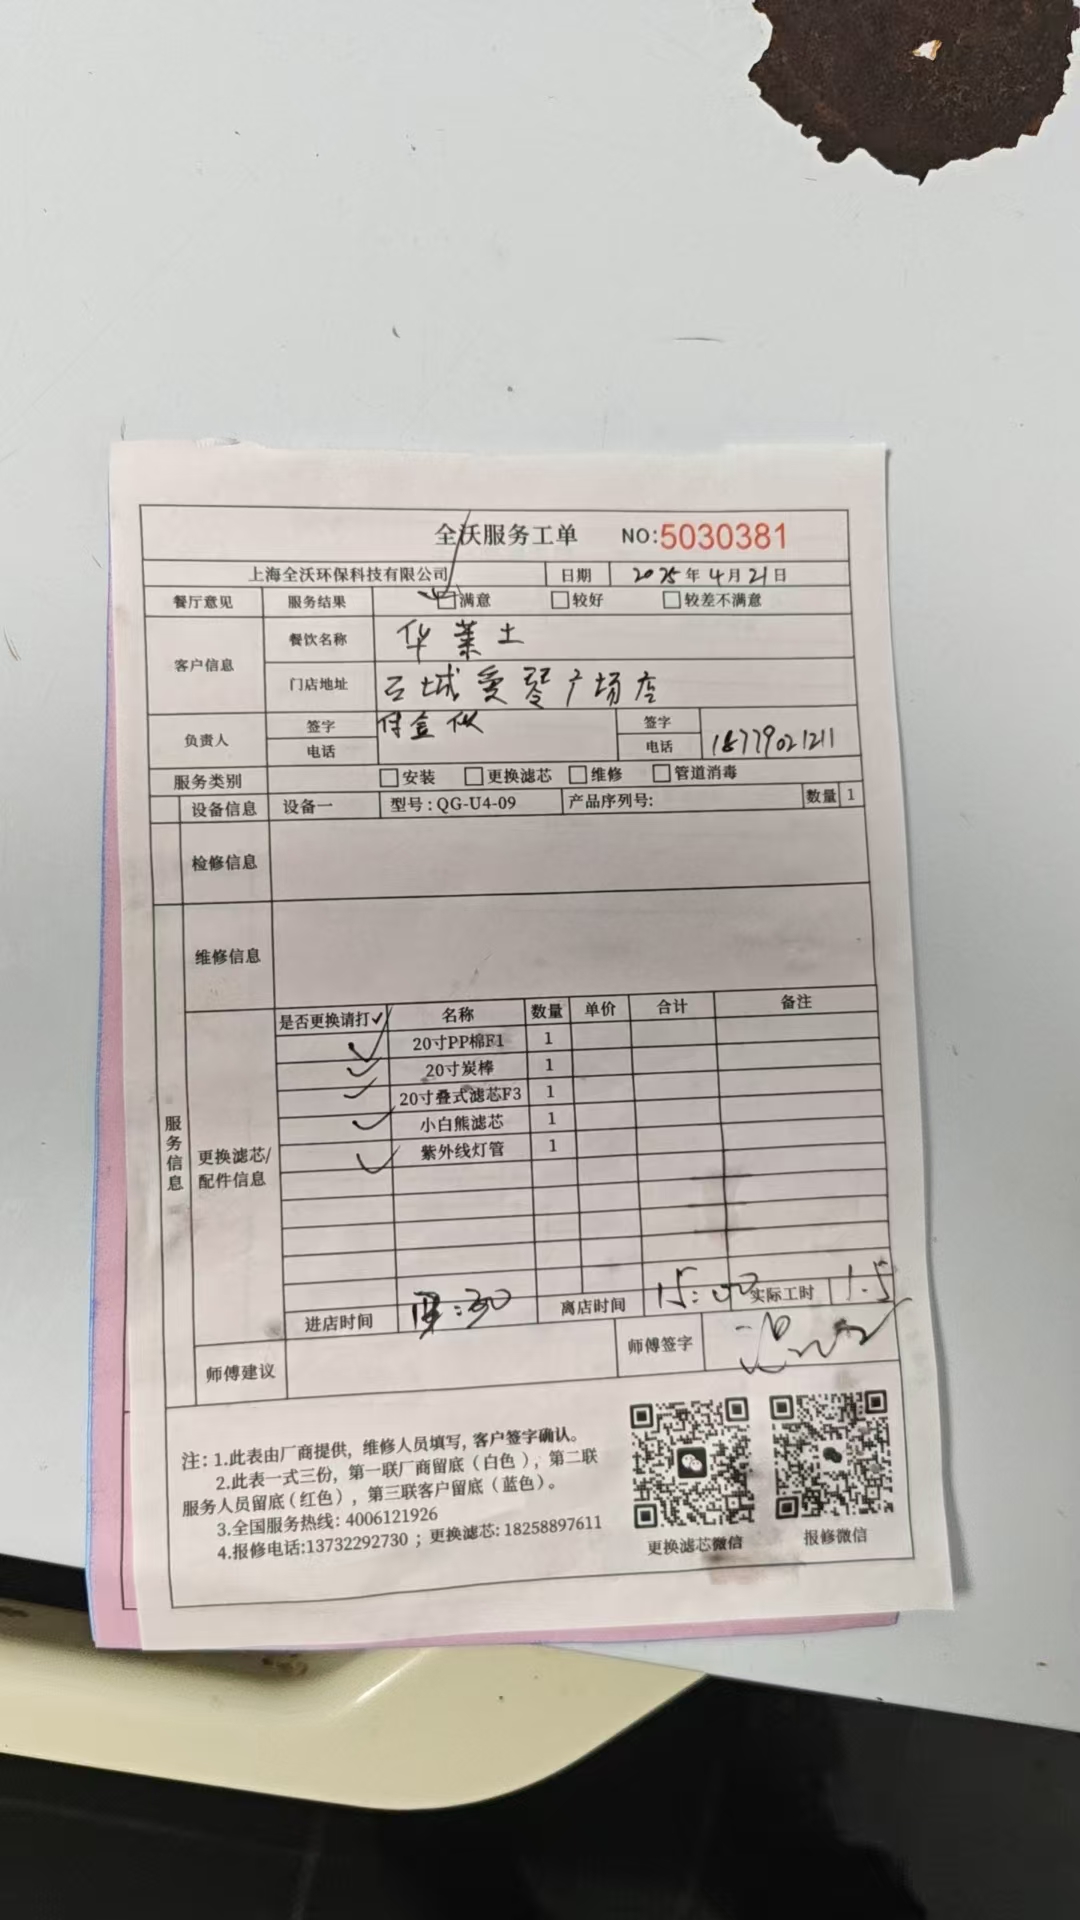 全沃服务工单 NO:5030381
上海全沃环保科技有限公司 日期 2025年4月21日
餐厅意见 服务结果 ☑满意 □较好 □较差不满意
客户信息 餐饮名称 华莱士
门店地址 城爱琴广场店
负责人 签字 签字
电话 电话 18779021211
服务类别 □安装 □更换滤芯 □维修 □管道消毒
设备信息 设备一 型号:QG-U4-09 产品序列号: 数量 1
检修信息
维修信息
服务信息
更换滤芯/配件信息
是否更换请打✓ 名称 数量 单价 合计 备注
✓ 20寸PP棉F1 1
✓ 20寸炭棒 1
✓ 20寸叠式滤芯F3 1
✓ 小白熊滤芯 1
✓ 紫外线灯管 1
进店时间 :30 离店时间 15:00 实际工时 1.5
师傅建议 师傅签字
注：1.此表由厂商提供，维修人员填写，客户签字确认。
2.此表一式三份，第一联厂商留底（白色），第二联
服务人员留底（红色），第三联客户留底（蓝色）。
3.全国服务热线: 4006121926
4.报修电话:13732292730；更换滤芯: 18258897611
更换滤芯微信 报修微信